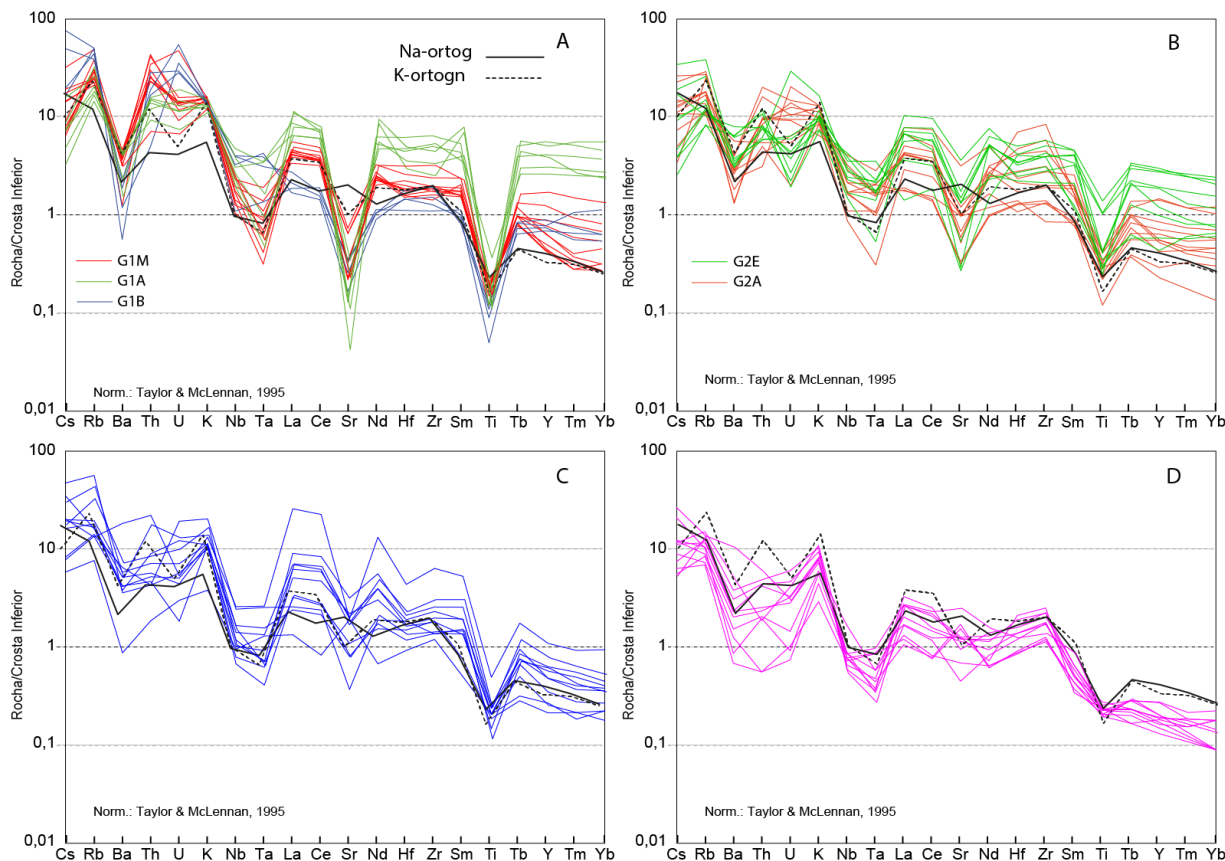 100
A
Na-ortog
K-ortogn
10
Rocha/Crosta Inferior
1
G1M
G1A
G1B
0,1
Norm.: Taylor & McLennan, 1995
0,01
Cs Rb Ba Th U K Nb Ta La Ce Sr Nd Hf Zr Sm Ti Tb Y Tm Yb
100
B
10
Rocha/Crosta Inferior
1
G2E
G2A
0,1
Norm.: Taylor & McLennan, 1995
0,01
Cs Rb Ba Th U K Nb Ta La Ce Sr Nd Hf Zr Sm Ti Tb Y Tm Yb
100
C
10
Rocha/Crosta Inferior
1
0,1
Norm.: Taylor & McLennan, 1995
0,01
Cs Rb Ba Th U K Nb Ta La Ce Sr Nd Hf Zr Sm Ti Tb Y Tm Yb
100
D
10
Rocha/Crosta Inferior
1
0,1
Norm.: Taylor & McLennan, 1995
0,01
Cs Rb Ba Th U K Nb Ta La Ce Sr Nd Hf Zr Sm Ti Tb Y Tm Yb